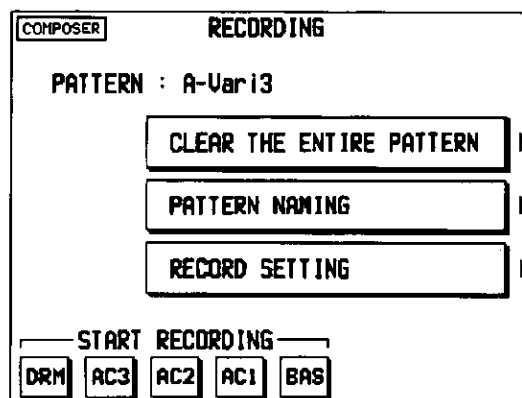 COMPOSER RECORDING
PATTERN : A-Vari3
CLEAR THE ENTIRE PATTERN
PATTERN NAMING
RECORD SETTING
START RECORDING
DRM AC3 AC2 AC1 BAS